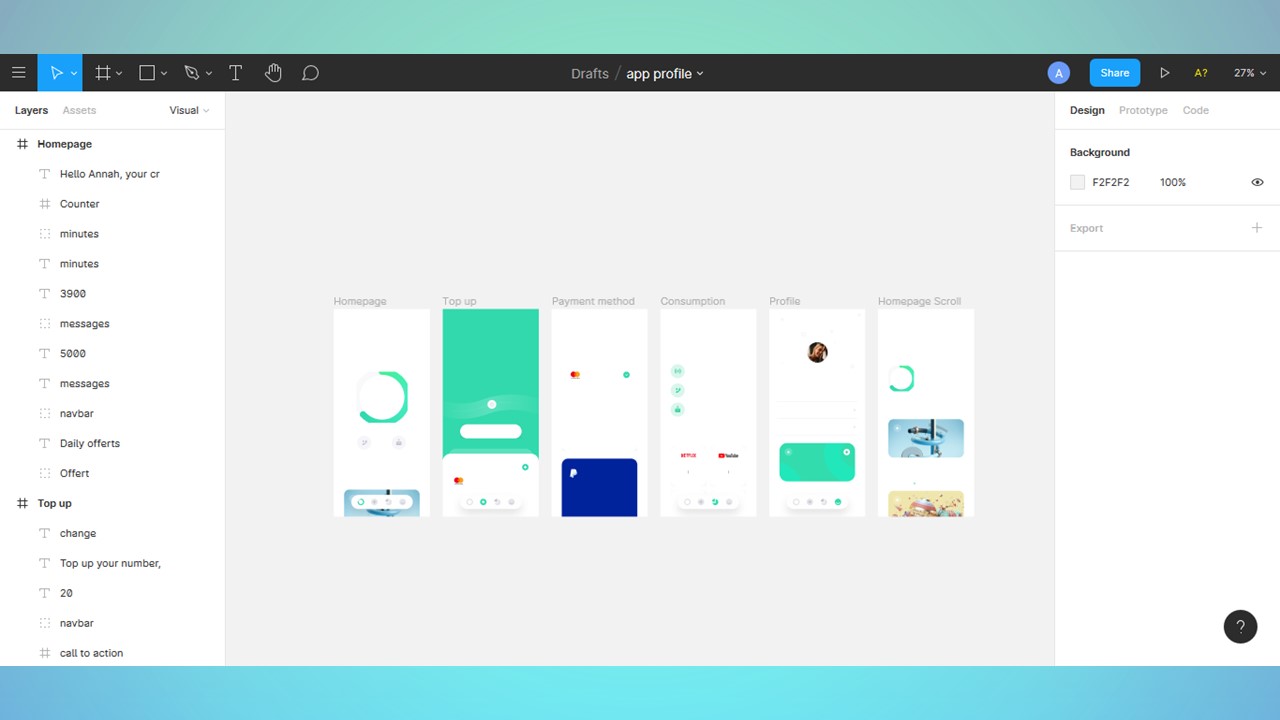 Drafts / app profile
A
Share
A?
27%
Layers
Assets
Visual
Design
Prototype
Code
Homepage
Hello Annah, your cr
Counter
minutes
minutes
3900
messages
5000
messages
navbar
Daily offerts
Offert
Top up
change
Top up your number,
20
navbar
call to action
Homepage
Top up
Payment method
Consumption
Profile
Homepage Scroll
NETFLIX
YouTube
Background
F2F2F2
100%
Export
?